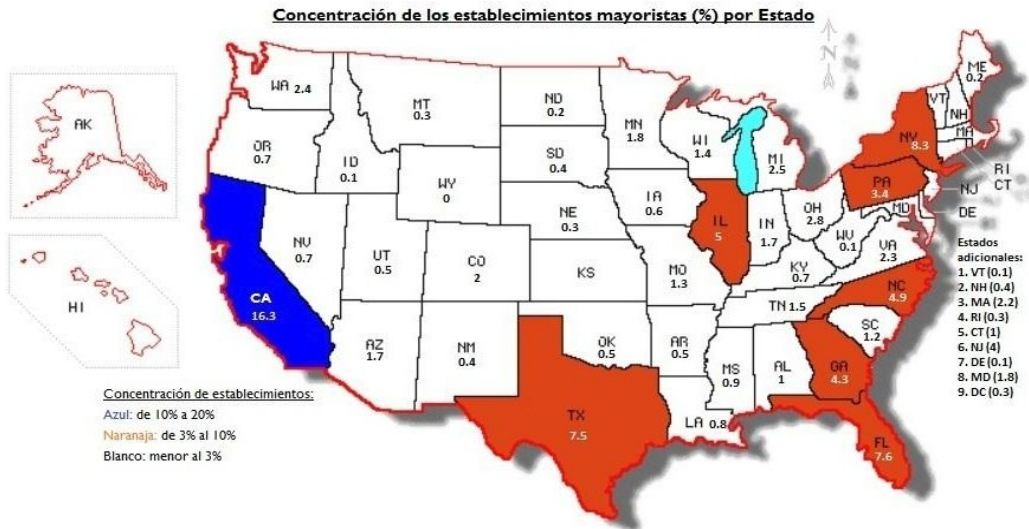 Concentración de los establecimientos mayoristas (%) por Estado
N
AK
HI
WA 2.4
OR
0.7
CA
16.3
ID
0.1
NV
0.7
MT
0.3
WY
0
UT
0.5
AZ
1.7
CO
2
NM
0.4
ND
0.2
SD
0.4
NE
0.3
KS
OK
0.5
TX
7.5
MN
1.8
IA
0.6
MO
1.3
AR
0.5
LA 0.8
WI
1.4
IL
5
MI
2.5
IN
1.7
OH
2.8
KY
0.7
TN 1.5
MS
0.9
AL
1
GA
4.3
FL
7.6
SC
1.2
NC
4.9
VA
2.3
WV
0.1
MD
PA
3.4
NY
8.3
VT
NH
ME
0.2
MA
RI
CT
NJ
DE
Estados
adicionales:
1. VT (0.1)
2. NH (0.4)
3. MA (2.2)
4. RI (0.3)
5. CT (1)
6. NJ (4)
7. DE (0.1)
8. MD (1.8)
9. DC (0.3)
Concentración de establecimientos:
Azul: de 10% a 20%
Naranaja: de 3% al 10%
Blanco: menor al 3%